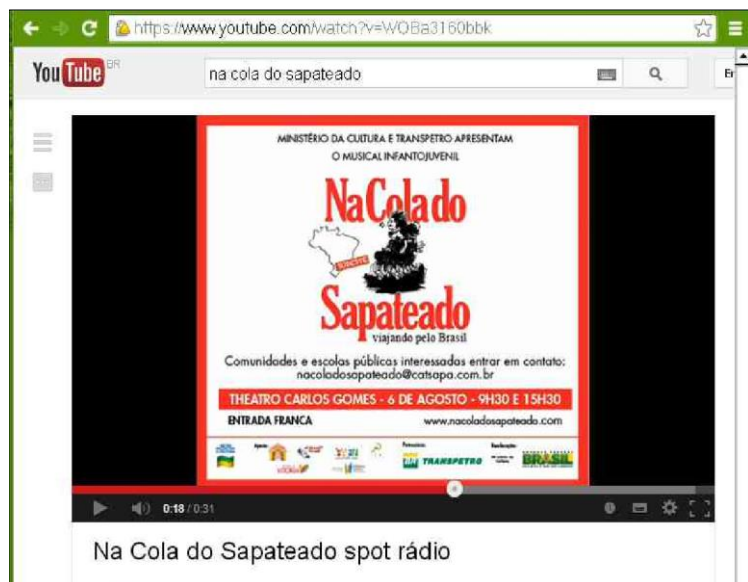 https://www.youtube.com/watch?v=WOBa3160bbk
YouTube BR
na cola do sapateado
MINISTÉRIO DA CULTURA E TRANSPETRO APRESENTAM
O MUSICAL INFANTOJUVENIL
Na Cola do
SUDESTE
Sapateado
viajando pelo Brasil
Comunidades e escolas públicas interessadas entrar em contato:
nacoladosapateado@catsapa.com.br
THEATRO CARLOS GOMES - 6 DE AGOSTO - 9H30 E 15H30
ENTRADA FRANCA
www.nacoladosapateado.com
TRANSPETRO
BRASIL
0:18 / 0:31
Na Cola do Sapateado spot rádio